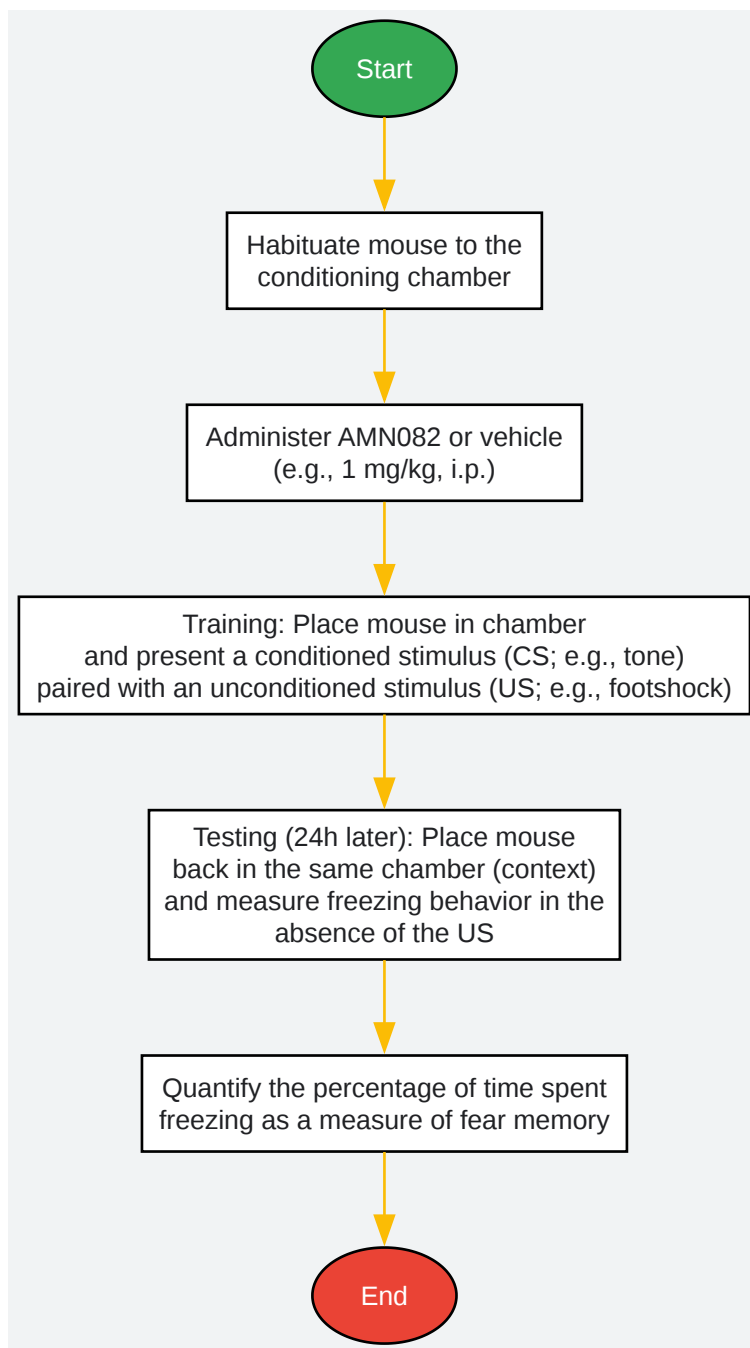 Start
Habituate mouse to the
conditioning chamber
Administer AMN082 or vehicle
(e.g., 1 mg/kg, i.p.)
Training: Place mouse in chamber
and present a conditioned stimulus (CS; e.g., tone)
paired with an unconditioned stimulus (US; e.g., footshock)
Testing (24h later): Place mouse
back in the same chamber (context)
and measure freezing behavior in the
absence of the US
Quantify the percentage of time spent
freezing as a measure of fear memory
End